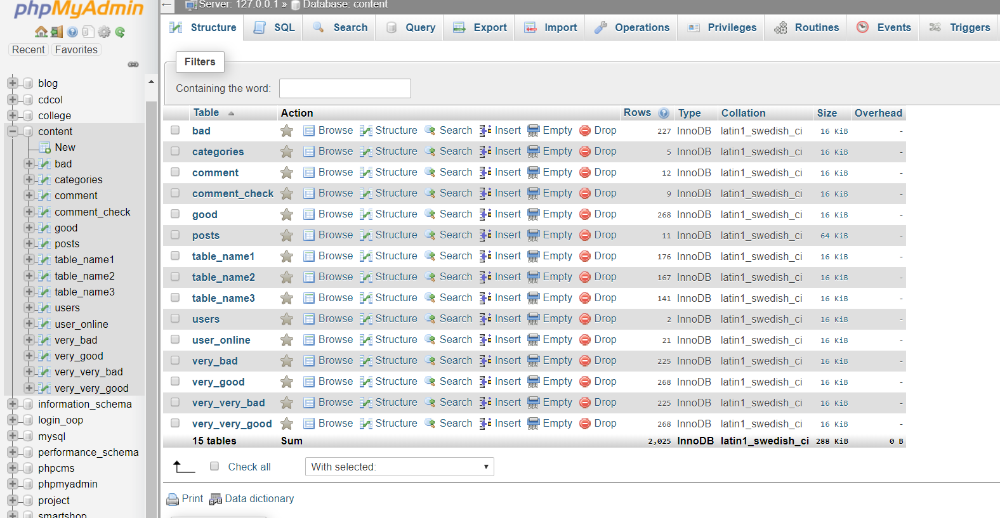 phpMyAdmin
Recent Favorites
blog
cdcol
college
content
New
bad
categories
comment
comment_check
good
posts
table_name1
table_name2
table_name3
users
user_online
very_bad
very_good
very_very_bad
very_very_good
information_schema
login_oop
mysql
performance_schema
phpcms
phpmyadmin
project
smartshop
← Server: 127.0.0.1 » Database: content
Structure SQL Search Query Export Import Operations Privileges Routines Events Triggers
Filters
Containing the word:
Table Action Rows Type Collation Size Overhead
bad Browse Structure Search Insert Empty Drop 227 InnoDB latin1_swedish_ci 16 KiB -
categories Browse Structure Search Insert Empty Drop 5 InnoDB latin1_swedish_ci 16 KiB -
comment Browse Structure Search Insert Empty Drop 12 InnoDB latin1_swedish_ci 16 KiB -
comment_check Browse Structure Search Insert Empty Drop 9 InnoDB latin1_swedish_ci 16 KiB -
good Browse Structure Search Insert Empty Drop 268 InnoDB latin1_swedish_ci 16 KiB -
posts Browse Structure Search Insert Empty Drop 11 InnoDB latin1_swedish_ci 64 KiB -
table_name1 Browse Structure Search Insert Empty Drop 176 InnoDB latin1_swedish_ci 16 KiB -
table_name2 Browse Structure Search Insert Empty Drop 167 InnoDB latin1_swedish_ci 16 KiB -
table_name3 Browse Structure Search Insert Empty Drop 141 InnoDB latin1_swedish_ci 16 KiB -
users Browse Structure Search Insert Empty Drop 2 InnoDB latin1_swedish_ci 16 KiB -
user_online Browse Structure Search Insert Empty Drop 21 InnoDB latin1_swedish_ci 16 KiB -
very_bad Browse Structure Search Insert Empty Drop 225 InnoDB latin1_swedish_ci 16 KiB -
very_good Browse Structure Search Insert Empty Drop 268 InnoDB latin1_swedish_ci 16 KiB -
very_very_bad Browse Structure Search Insert Empty Drop 225 InnoDB latin1_swedish_ci 16 KiB -
very_very_good Browse Structure Search Insert Empty Drop 268 InnoDB latin1_swedish_ci 16 KiB -
15 tables Sum 2,025 InnoDB latin1_swedish_ci 288 KiB 0 B
Check all With selected:
Print Data dictionary